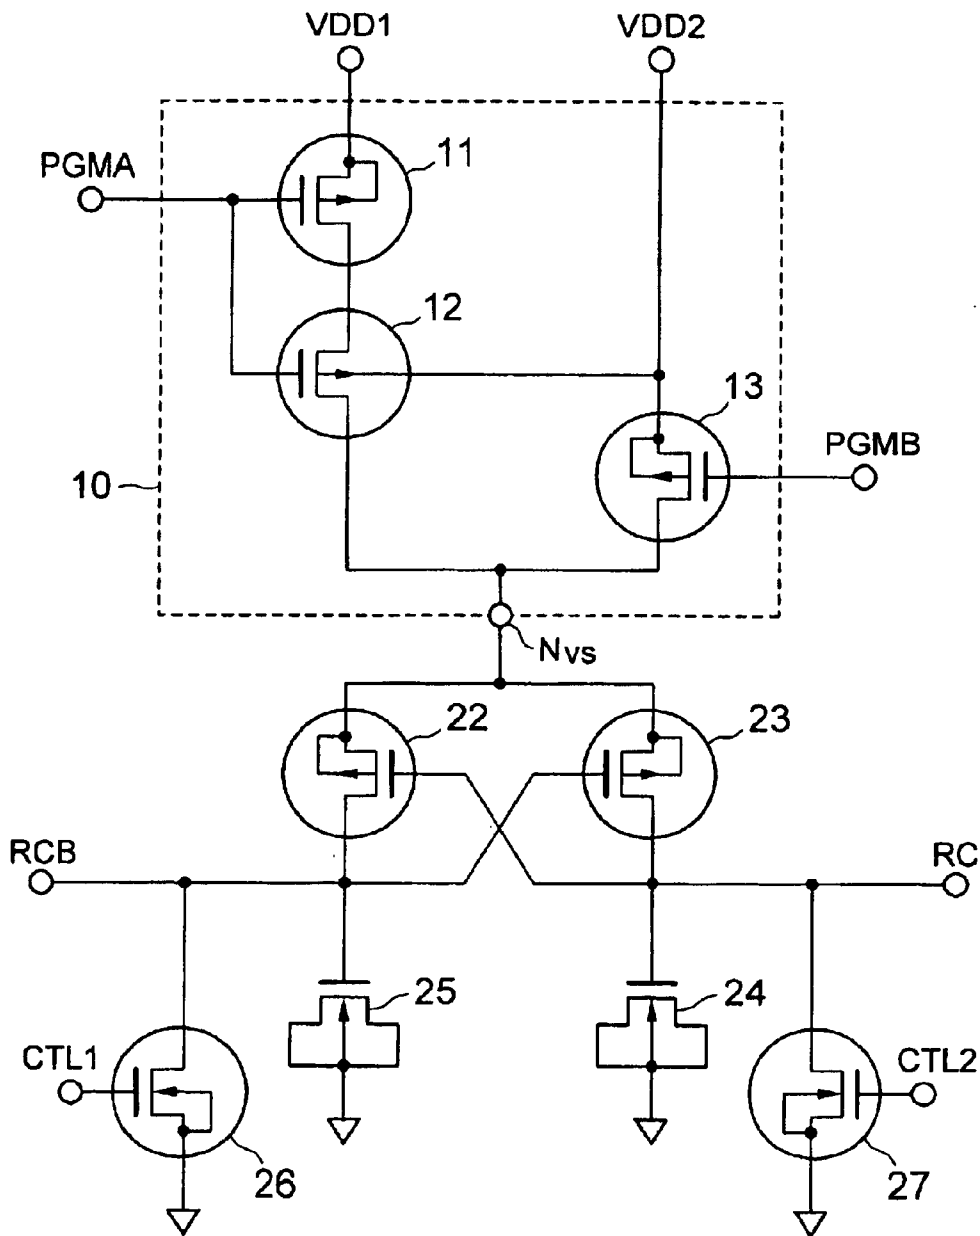 VDD1 VDD2
PGMA
11
12
13
PGMB
10
Nvs
22 23
RCB RC
25 24
CTL1 CTL2
26 27